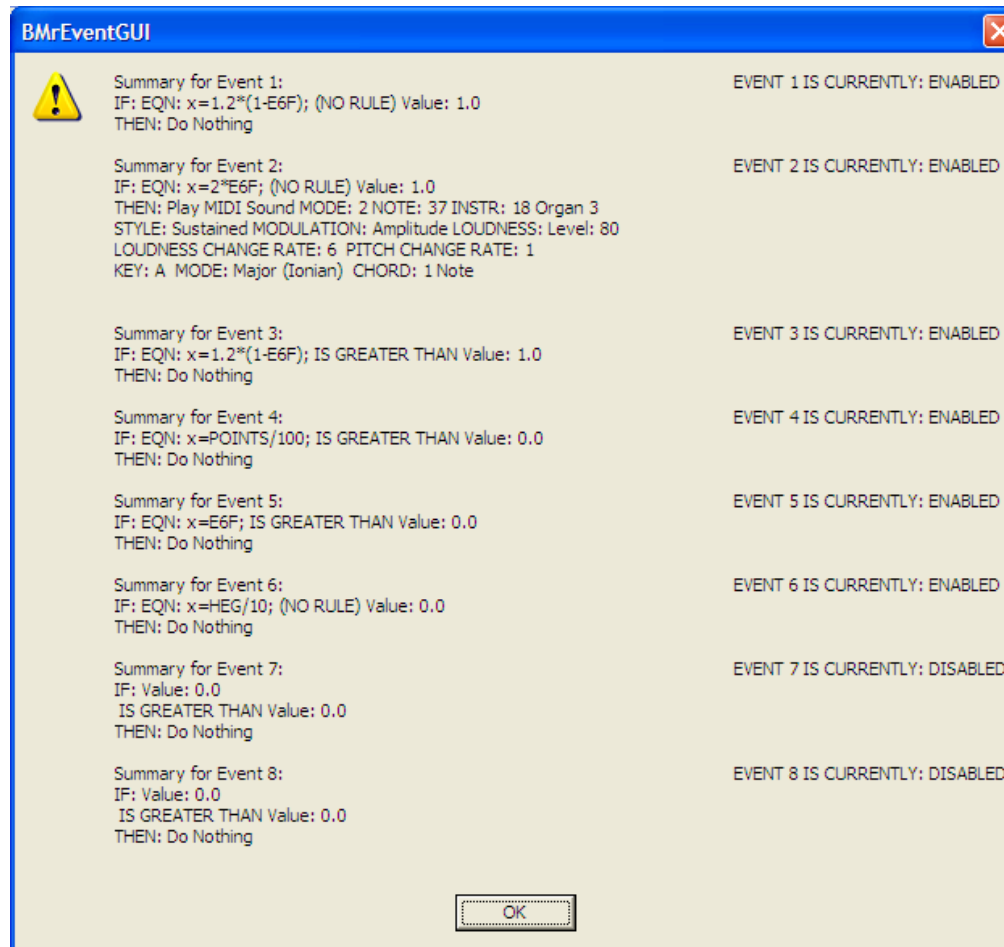 BMrEventGUI
Summary for Event 1: EVENT 1 IS CURRENTLY: ENABLED
IF: EQN: x=1.2*(1-E6F); (NO RULE) Value: 1.0
THEN: Do Nothing
Summary for Event 2: EVENT 2 IS CURRENTLY: ENABLED
IF: EQN: x=2*E6F; (NO RULE) Value: 1.0
THEN: Play MIDI Sound MODE: 2 NOTE: 37 INSTR: 18 Organ 3
STYLE: Sustained MODULATION: Amplitude LOUDNESS: Level: 80
LOUDNESS CHANGE RATE: 6 PITCH CHANGE RATE: 1
KEY: A MODE: Major (Ionian) CHORD: 1 Note
Summary for Event 3: EVENT 3 IS CURRENTLY: ENABLED
IF: EQN: x=1.2*(1-E6F); IS GREATER THAN Value: 1.0
THEN: Do Nothing
Summary for Event 4: EVENT 4 IS CURRENTLY: ENABLED
IF: EQN: x=POINTS/100; IS GREATER THAN Value: 0.0
THEN: Do Nothing
Summary for Event 5: EVENT 5 IS CURRENTLY: ENABLED
IF: EQN: x=E6F; IS GREATER THAN Value: 0.0
THEN: Do Nothing
Summary for Event 6: EVENT 6 IS CURRENTLY: ENABLED
IF: EQN: x=HEG/10; (NO RULE) Value: 0.0
THEN: Do Nothing
Summary for Event 7: EVENT 7 IS CURRENTLY: DISABLED
IF: Value: 0.0
IS GREATER THAN Value: 0.0
THEN: Do Nothing
Summary for Event 8: EVENT 8 IS CURRENTLY: DISABLED
IF: Value: 0.0
IS GREATER THAN Value: 0.0
THEN: Do Nothing
OK